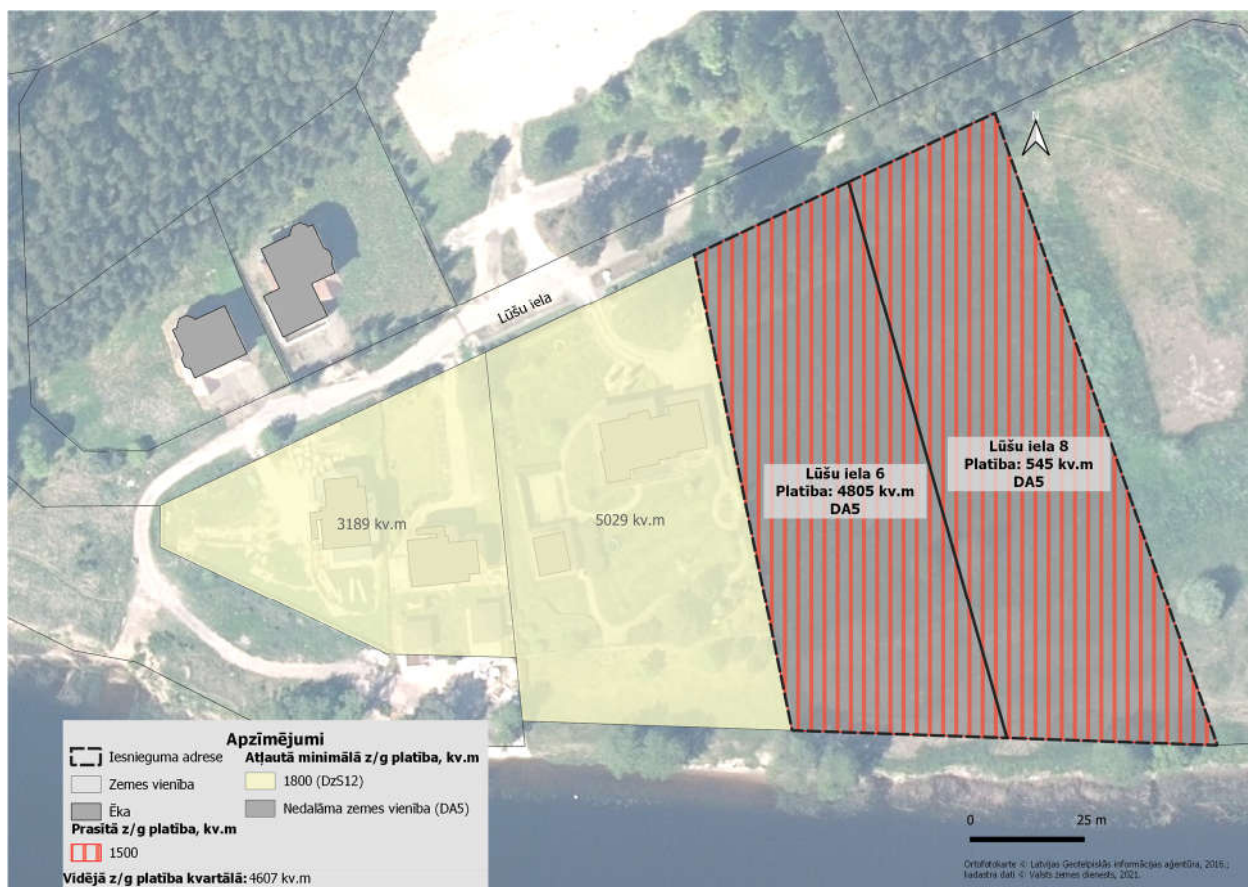 Lūšu iela
Lūšu iela 8
Platība: 545 kv.m
DA5
Lūšu iela 6
Platība: 4805 kv.m
DA5
3189 kv.m
5029 kv.m
Apzīmējumi
Iesnieguma adrese
Zemes vienība
Ēka
Prasītā z/g platība, kv.m
1500
Atļautā minimālā z/g platība, kv.m
1800 (DzS12)
Nedalāma zemes vienība (DA5)
Vidējā z/g platība kvartālā: 4607 kv.m
0 25 m
Ortofotokarte © Latvijas Ģeotelpiskās informācijas aģentūra, 2016.;
kadastra dati © Valsts zemes dienests, 2021.